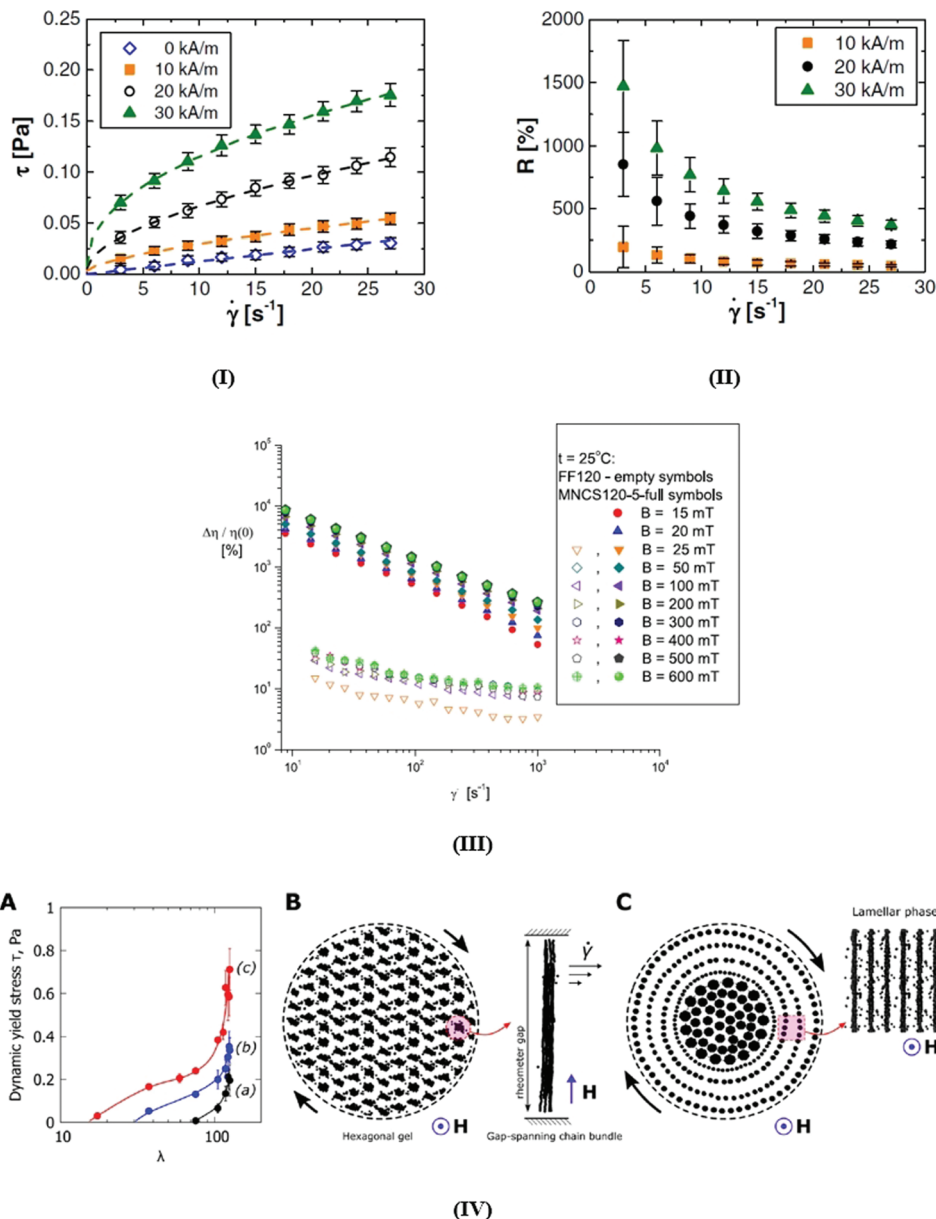 0.25
0.20
0.15
0.10
0.05
0.00
τ [Pa]
0 kA/m
10 kA/m
20 kA/m
30 kA/m
0 5 10 15 20 25 30
γ̇ [s⁻¹]
(I)
2000
1500
1000
500
0
R [%]
10 kA/m
20 kA/m
30 kA/m
0 5 10 15 20 25 30
γ̇ [s⁻¹]
(II)
10⁵
10⁴
10³
10²
10¹
10⁰
Δη / η(0)
[%]
10¹ 10² 10³ 10⁴
γ̇ [s⁻¹]
t = 25°C:
FF120 - empty symbols
MNCS120-5-full symbols
B = 15 mT
B = 20 mT
, B = 25 mT
, B = 50 mT
, B = 100 mT
, B = 200 mT
, B = 300 mT
, B = 400 mT
, B = 500 mT
, B = 600 mT
(III)
A
Dynamic yield stress τ, Pa
1
0.8
0.6
0.4
0.2
0
(c)
(b)
(a)
10 100
λ
B
Hexagonal gel
H
rheometer gap
γ̇
H
Gap-spanning chain bundle
C
H
Lamellar phase
H
(IV)